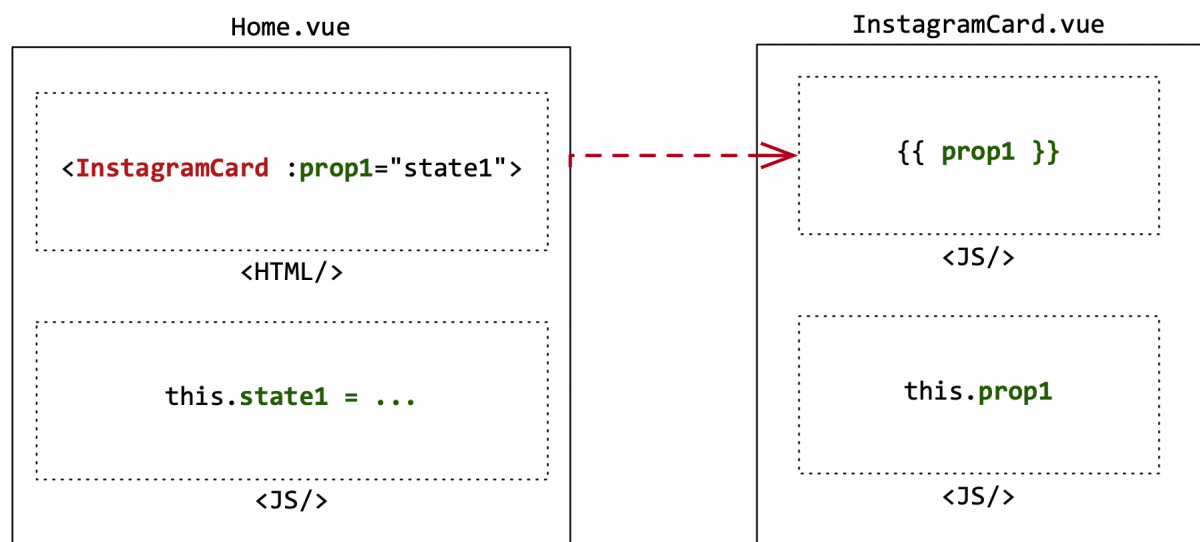 Home.vue
<InstagramCard :prop1="state1">
<HTML/>
this.state1 = ...
<JS/>
InstagramCard.vue
{{ prop1 }}
<JS/>
this.prop1
<JS/>